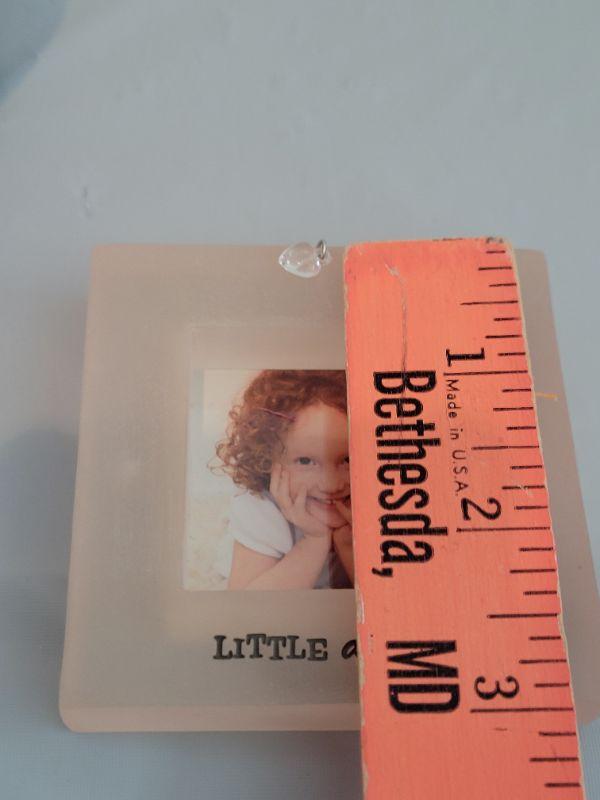 1
Made in U.S.A.
Bethesda, MD
2
3
LiTTLE a